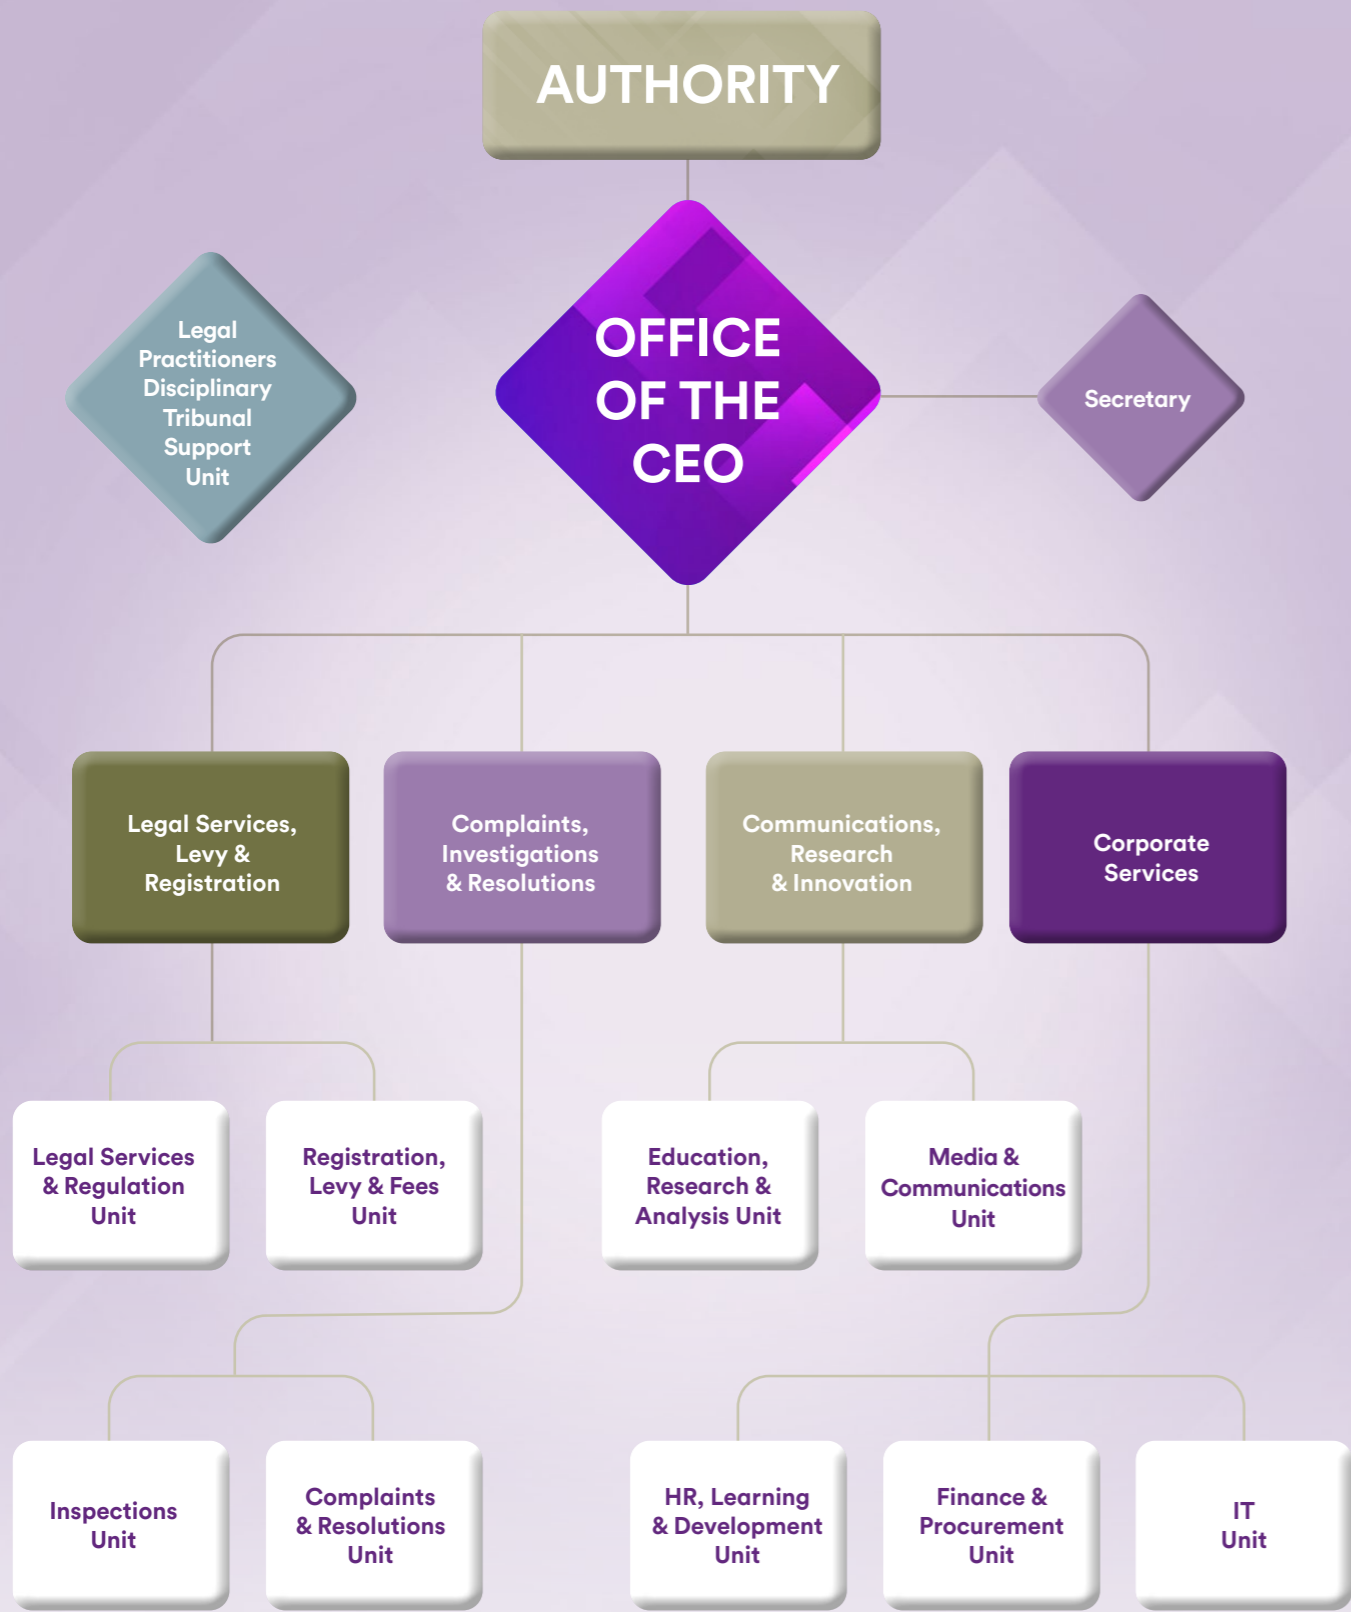 AUTHORITY
Legal
Practitioners
Disciplinary
Tribunal
Support
Unit
OFFICE
OF THE
CEO
Secretary
Legal Services,
Levy &
Registration
Complaints,
Investigations
& Resolutions
Communications,
Research
& Innovation
Corporate
Services
Legal Services
& Regulation
Unit
Registration,
Levy & Fees
Unit
Education,
Research &
Analysis Unit
Media &
Communications
Unit
Inspections
Unit
Complaints
& Resolutions
Unit
HR, Learning
& Development
Unit
Finance &
Procurement
Unit
IT
Unit